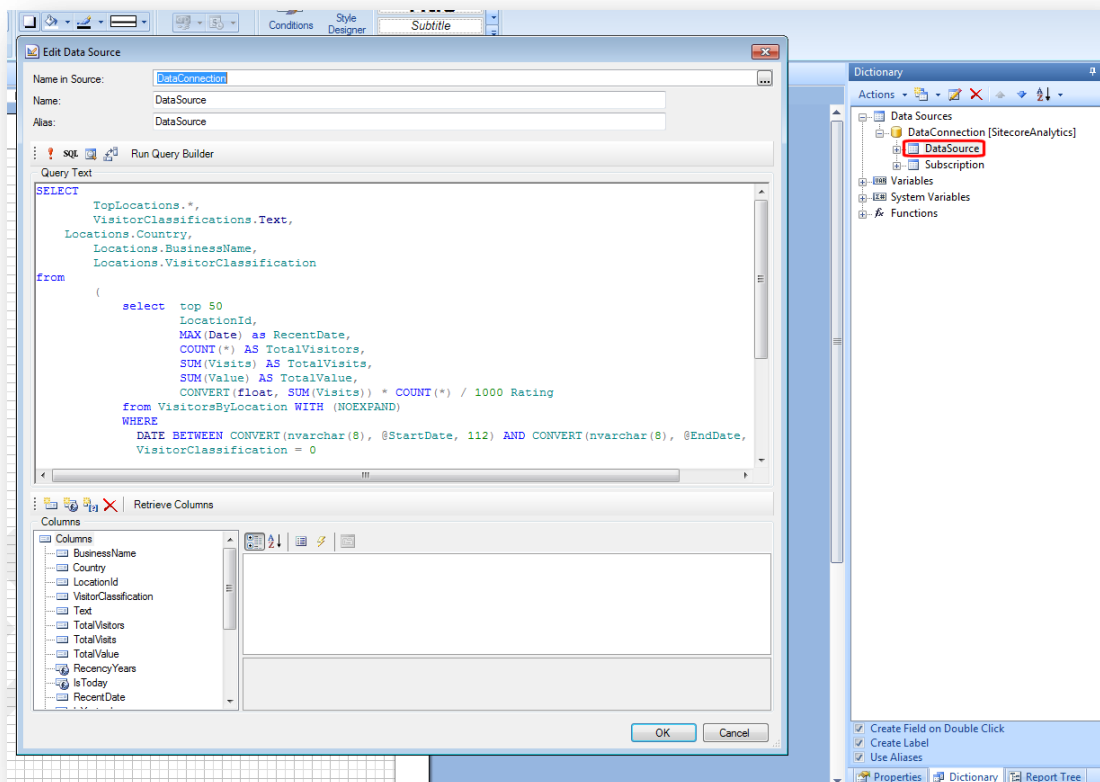 Conditions
Style
Designer
Title
Subtitle
Edit Data Source
Name in Source:
DataConnection
...
Name:
DataSource
Alias:
DataSource
SQL
Run Query Builder
Query Text
SELECT
TopLocations.*,
VisitorClassifications.Text,
Locations.Country,
Locations.BusinessName,
Locations.VisitorClassification
from
(
select top 50
LocationId,
MAX(Date) as RecentDate,
COUNT(*) AS TotalVisitors,
SUM(Visits) AS TotalVisits,
SUM(Value) AS TotalValue,
CONVERT(float, SUM(Visits)) * COUNT(*) / 1000 Rating
from VisitorsByLocation WITH (NOEXPAND)
WHERE
DATE BETWEEN CONVERT(nvarchar(8), @StartDate, 112) AND CONVERT(nvarchar(8), @EndDate,
VisitorClassification = 0
Retrieve Columns
Columns
Columns
BusinessName
Country
LocationId
VisitorClassification
Text
TotalVisitors
TotalVisits
TotalValue
RecencyYears
IsToday
RecentDate
OK
Cancel
Dictionary
Actions
Data Sources
DataConnection [SitecoreAnalytics]
DataSource
Subscription
Variables
System Variables
fx Functions
Create Field on Double Click
Create Label
Use Aliases
Properties
Dictionary
Report Tree